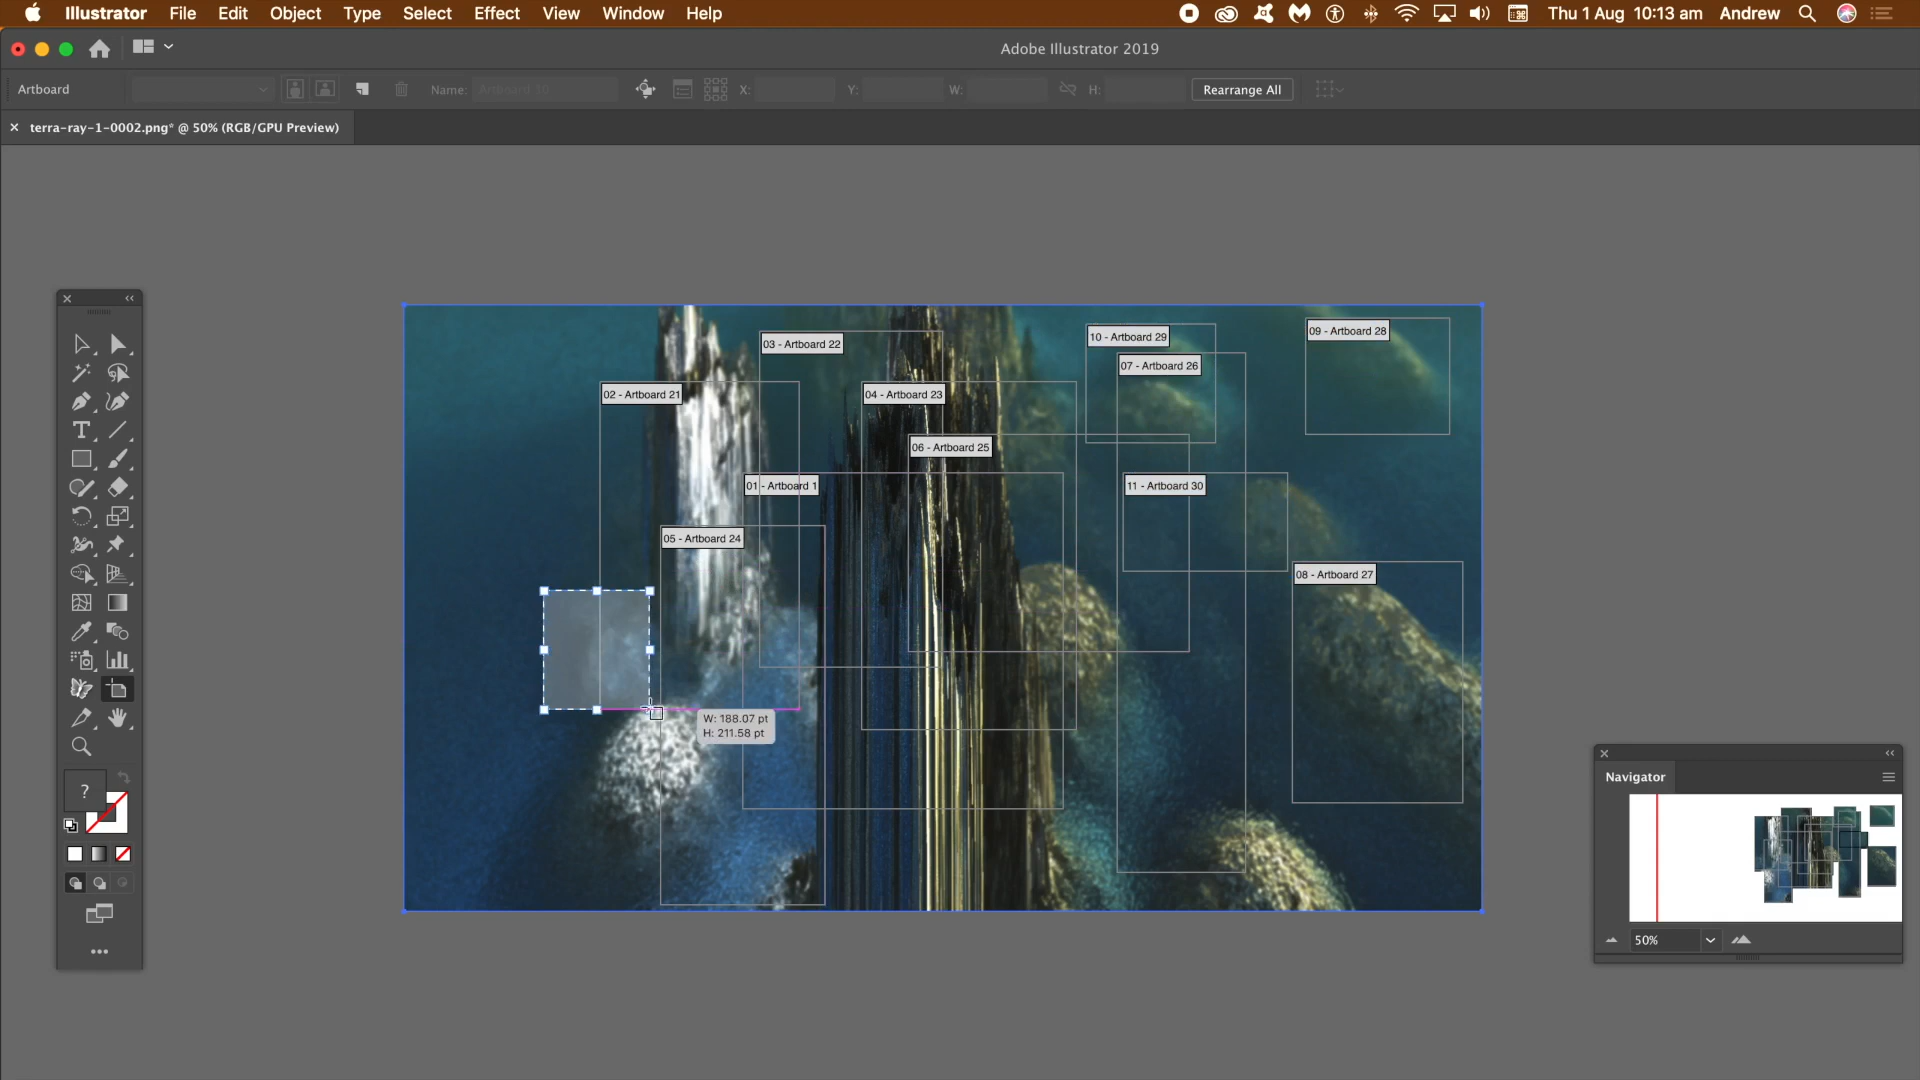 Illustrator File Edit Object Type Select Effect View Window Help
Thu 1 Aug 10:13 am Andrew
Adobe Illustrator 2019
Artboard
Name:
X:
Y:
W:
H:
Rearrange All
terra-ray-1-0002.png* @ 50% (RGB/GPU Preview)
09 - Artboard 28
10 - Artboard 29
03 - Artboard 22
07 - Artboard 26
02 - Artboard 21
04 - Artboard 23
06 - Artboard 25
01 - Artboard 1
11 - Artboard 30
05 - Artboard 24
08 - Artboard 27
W: 188.07 pt
H: 211.58 pt
Navigator
?
50%